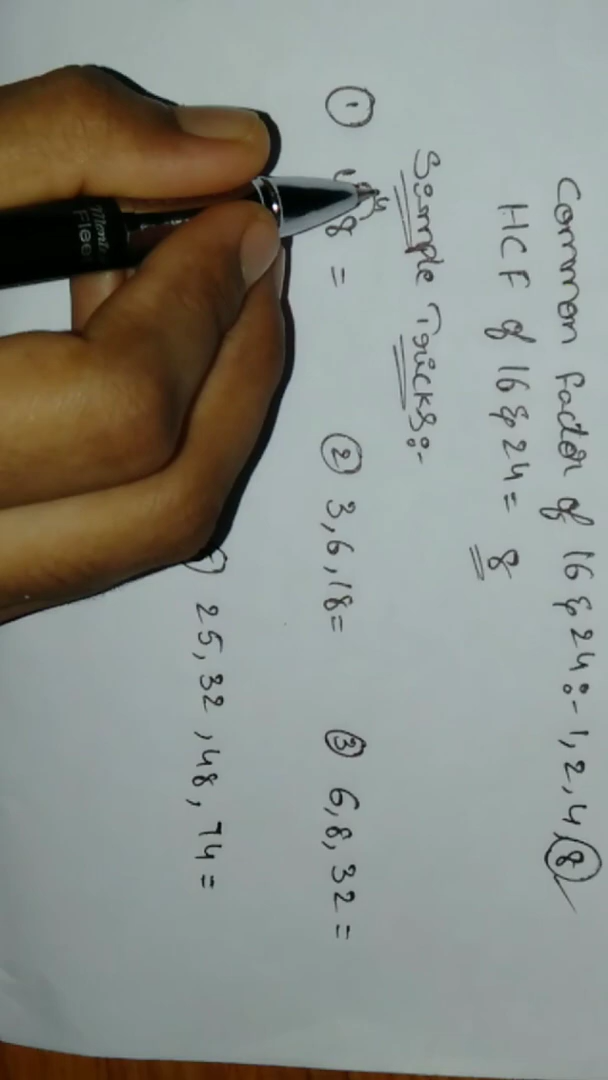 Common Factor of 16 & 24 :- 1, 2, 4, 8
HCF of 16 & 24 = 8
Simple Tricks :-
① 8 =
② 3, 6, 18 =
③ 6, 8, 32 =
25, 32, 48, 74 =